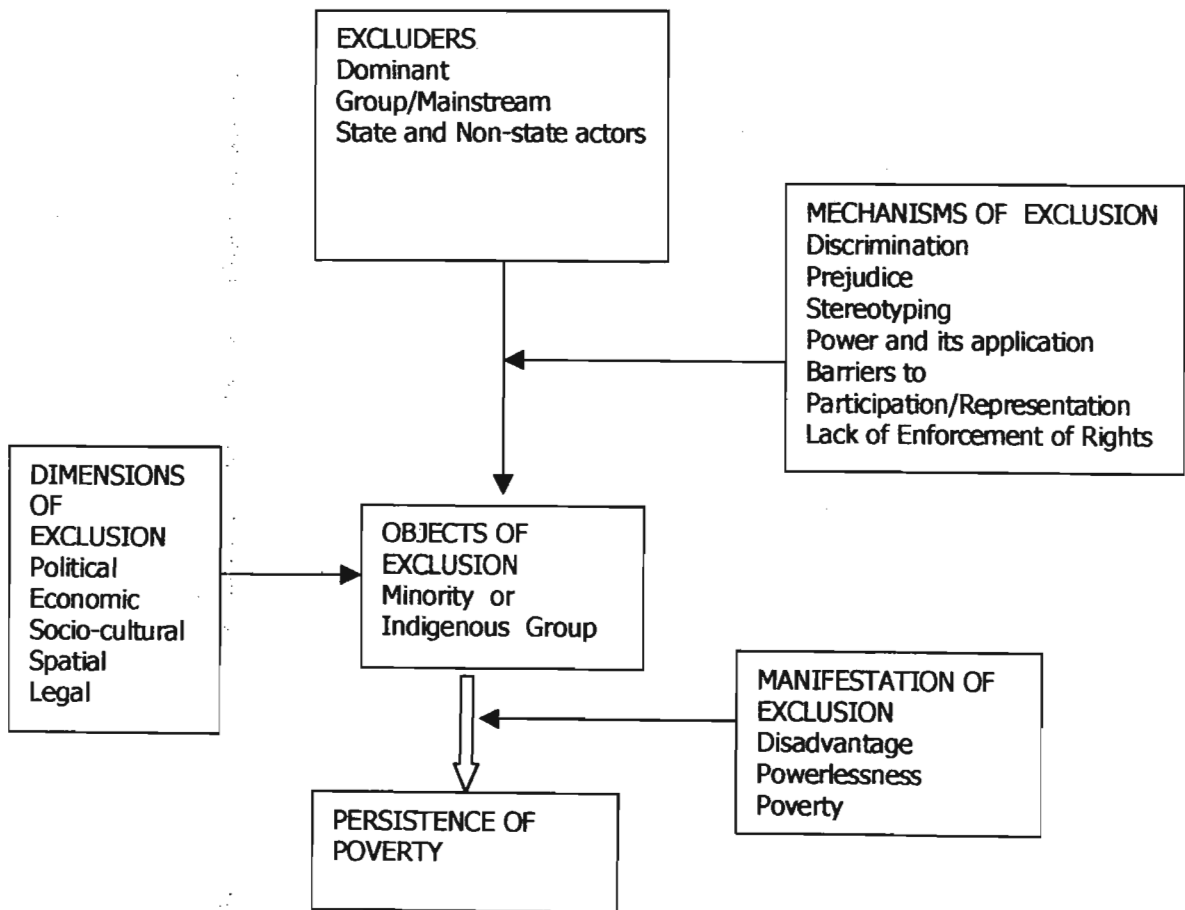 EXCLUDERS
Dominant
Group/Mainstream
State and Non-state actors
MECHANISMS OF EXCLUSION
Discrimination
Prejudice
Stereotyping
Power and its application
Barriers to
Participation/Representation
Lack of Enforcement of Rights
DIMENSIONS
OF
EXCLUSION
Political
Economic
Socio-cultural
Spatial
Legal
OBJECTS OF
EXCLUSION
Minority or
Indigenous Group
MANIFESTATION OF
EXCLUSION
Disadvantage
Powerlessness
Poverty
PERSISTENCE OF
POVERTY